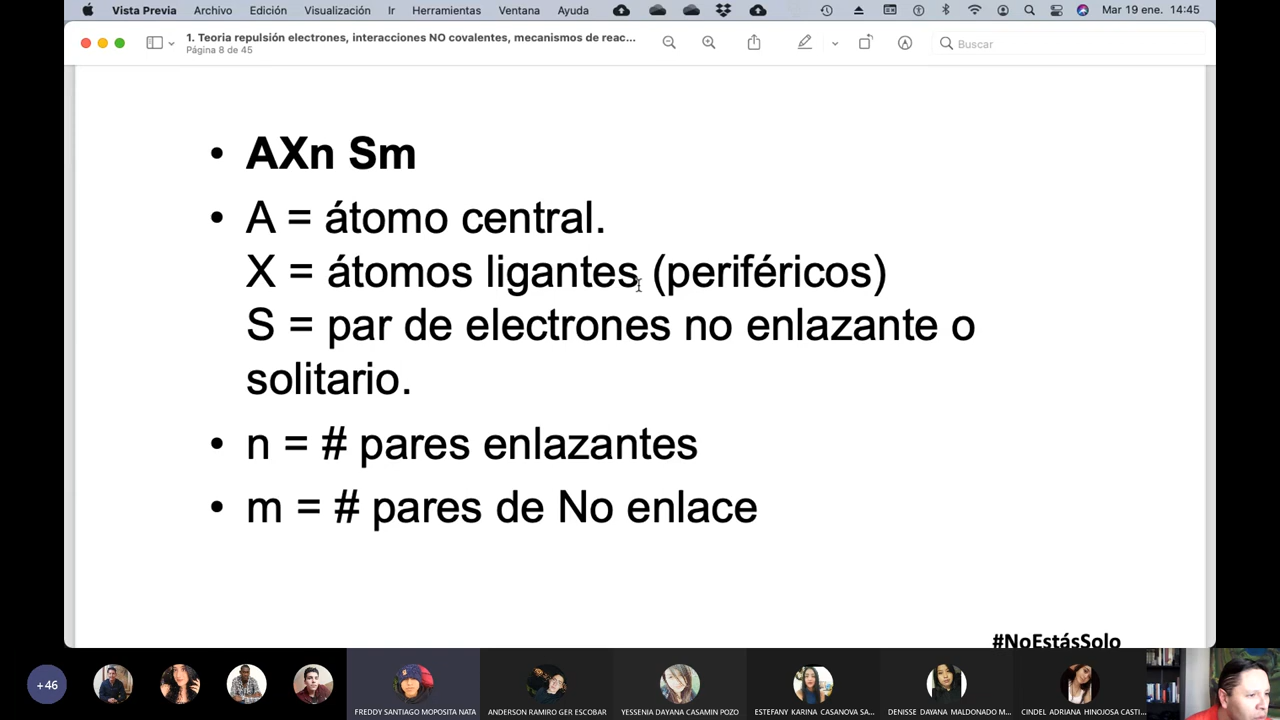 Vista Previa Archivo Edición Visualización Ir Herramientas Ventana Ayuda Mar 19 ene. 14:45
1. Teoria repulsión electrones, interacciones NO covalentes, mecanismos de reac...
Página 8 de 45
Buscar
• AXn Sm
• A = átomo central.
X = átomos ligantes (periféricos)
S = par de electrones no enlazante o
solitario.
• n = # pares enlazantes
• m = # pares de No enlace
#NoEstásSolo
+46
FREDDY SANTIAGO MOPOSITA NATA ANDERSON RAMIRO GER ESCOBAR YESSENIA DAYANA CASAMIN POZO ESTEFANY KARINA CASANOVA SA... DENISSE DAYANA MALDONADO M... CINDEL ADRIANA HINOJOSA CASTI...